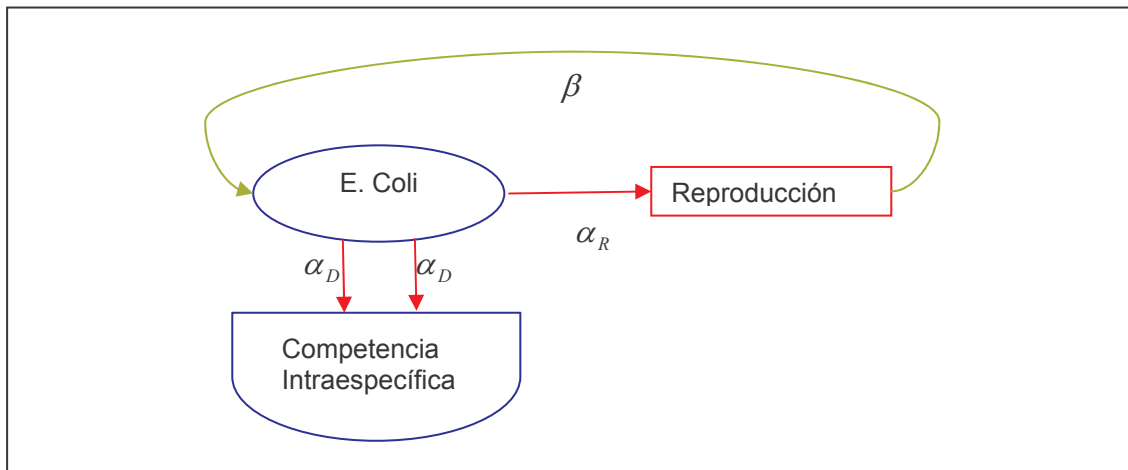 β
E. Coli
Reproducción
α_R
α_D α_D
Competencia
Intraespecífica